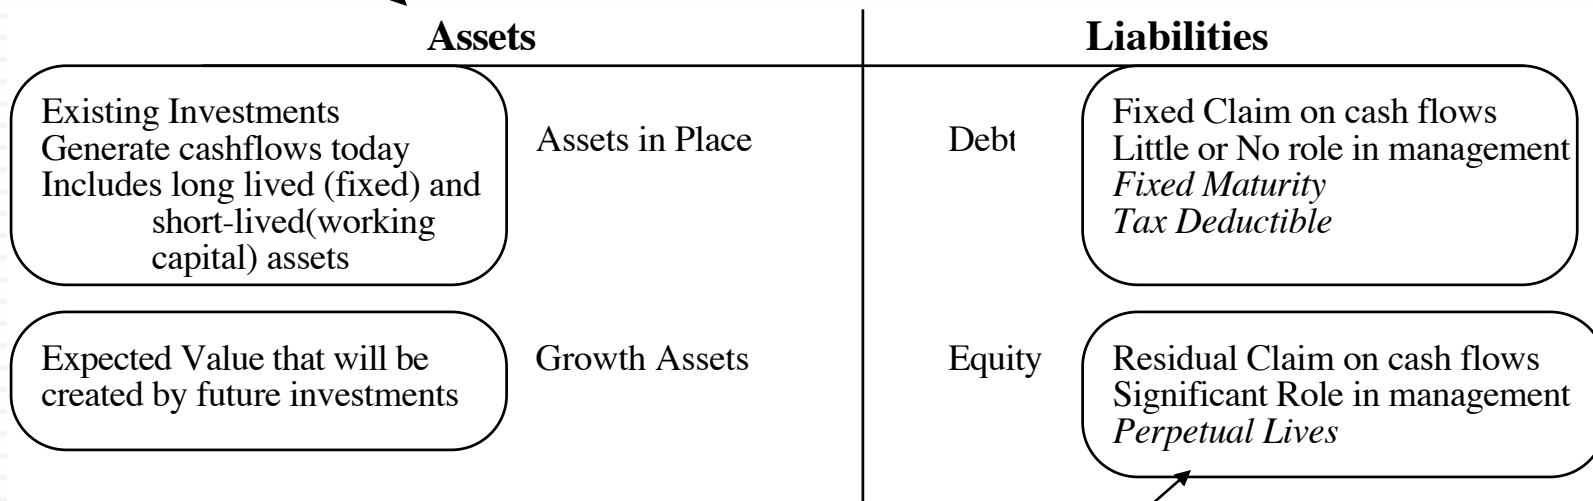 Assets
Liabilities
Existing Investments
Generate cashflows today
Includes long lived (fixed) and
short-lived(working
capital) assets
Assets in Place
Debt
Fixed Claim on cash flows
Little or No role in management
Fixed Maturity
Tax Deductible
Expected Value that will be
created by future investments
Growth Assets
Equity
Residual Claim on cash flows
Significant Role in management
Perpetual Lives